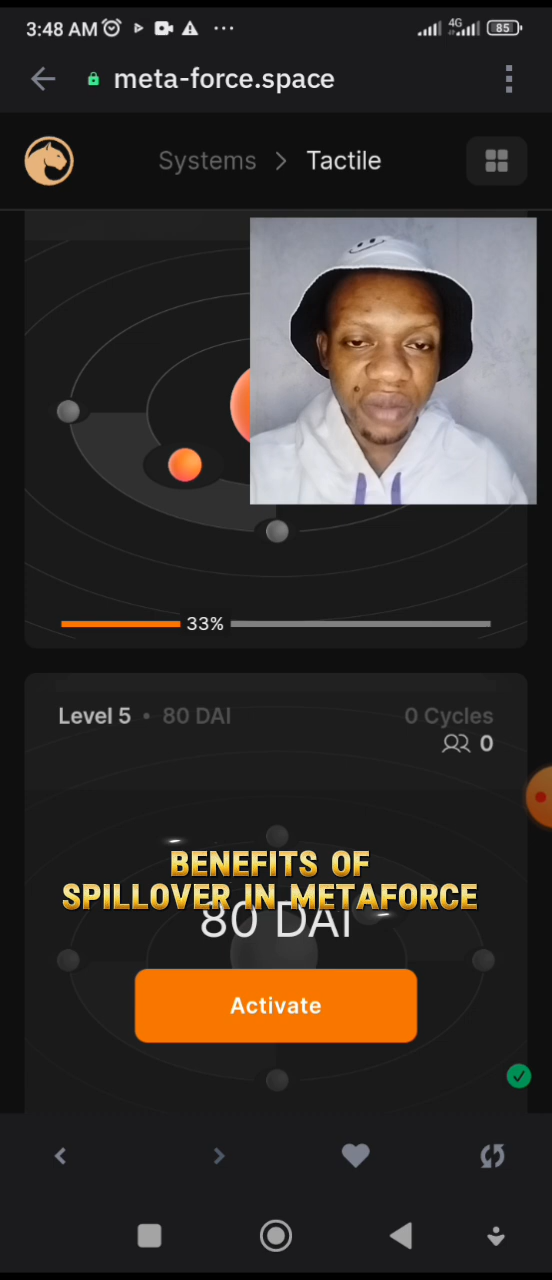 3:48 AM
4G
85
meta-force.space
Systems > Tactile
33%
Level 5 • 80 DAI
0 Cycles
0
BENEFITS OF
SPILLOVER IN METAFORCE
80 DAI
Activate